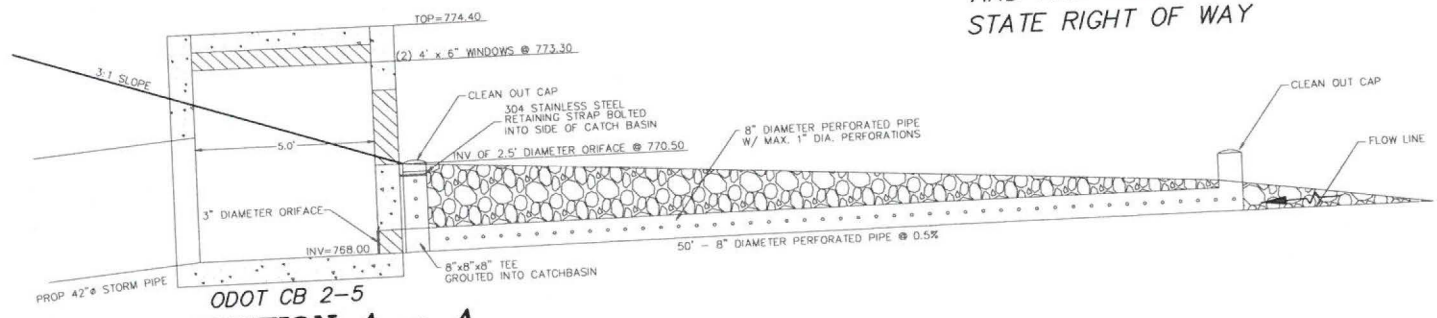 STATE RIGHT OF WAY
TOP=774.40
(2) 4' x 6" WINDOWS @ 773.30
3:1 SLOPE
CLEAN OUT CAP
304 STAINLESS STEEL
RETAINING STRAP BOLTED
INTO SIDE OF CATCH BASIN
CLEAN OUT CAP
8" DIAMETER PERFORATED PIPE
W/ MAX. 1" DIA. PERFORATIONS
FLOW LINE
5.0'
INV OF 2.5' DIAMETER ORIFACE @ 770.50
3" DIAMETER ORIFACE
INV=768.00
50' - 8" DIAMETER PERFORATED PIPE @ 0.5%
8"x8"x8" TEE
GROUTED INTO CATCHBASIN
PROP 42"ø STORM PIPE
ODOT CB 2-5